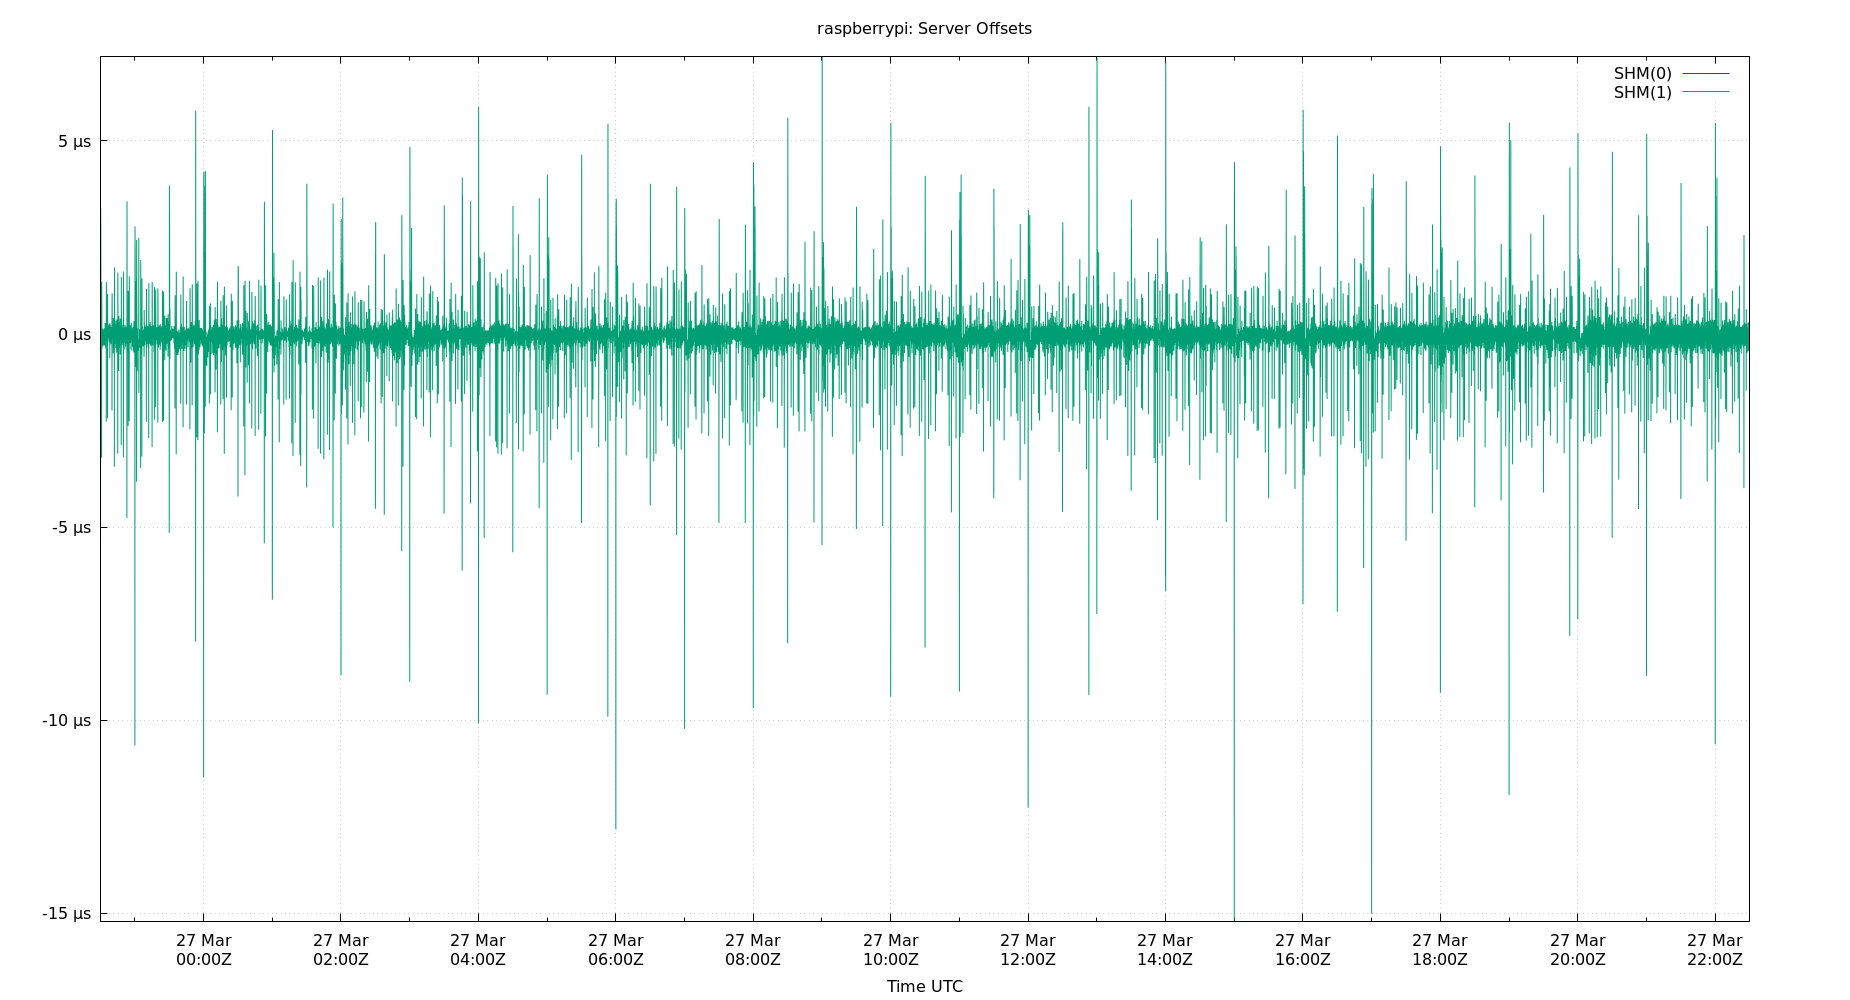 raspberrypi: Server Offsets
SHM(0)
SHM(1)
5 µs
0 µs
-5 µs
-10 µs
-15 µs
27 Mar 27 Mar 27 Mar 27 Mar 27 Mar 27 Mar 27 Mar 27 Mar 27 Mar 27 Mar 27 Mar 27 Mar
00:00Z 02:00Z 04:00Z 06:00Z 08:00Z 10:00Z 12:00Z 14:00Z 16:00Z 18:00Z 20:00Z 22:00Z
Time UTC